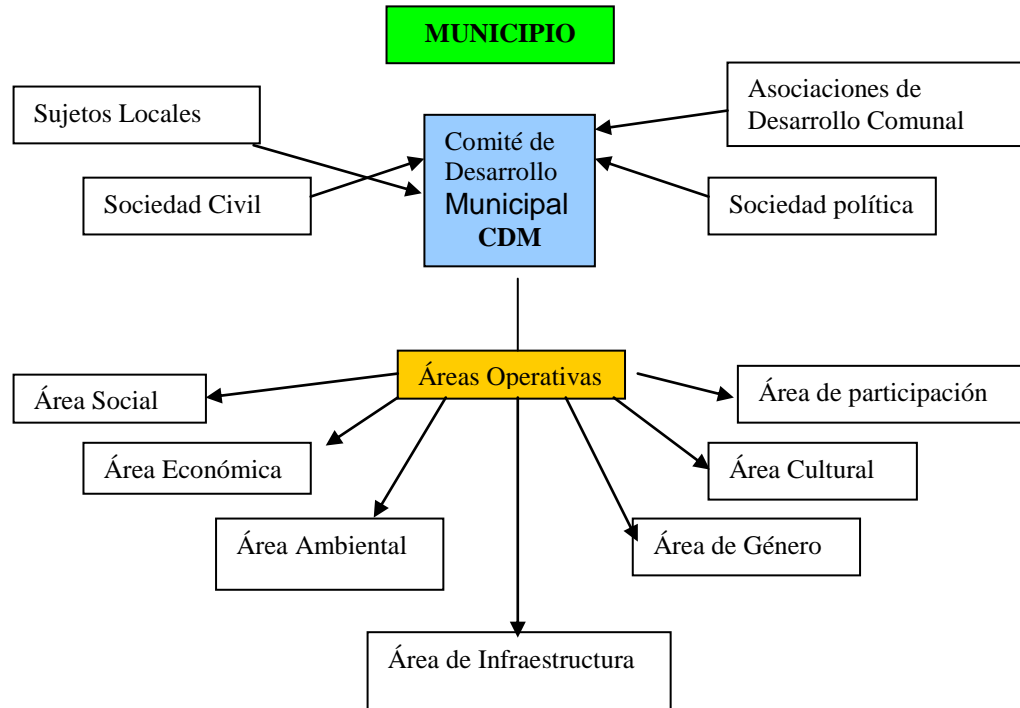 MUNICIPIO
Sujetos Locales
Asociaciones de
Desarrollo Comunal
Comité de
Desarrollo
Municipal
CDM
Sociedad Civil
Sociedad política
Áreas Operativas
Área Social
Área de participación
Área Económica
Área Cultural
Área Ambiental
Área de Género
Área de Infraestructura